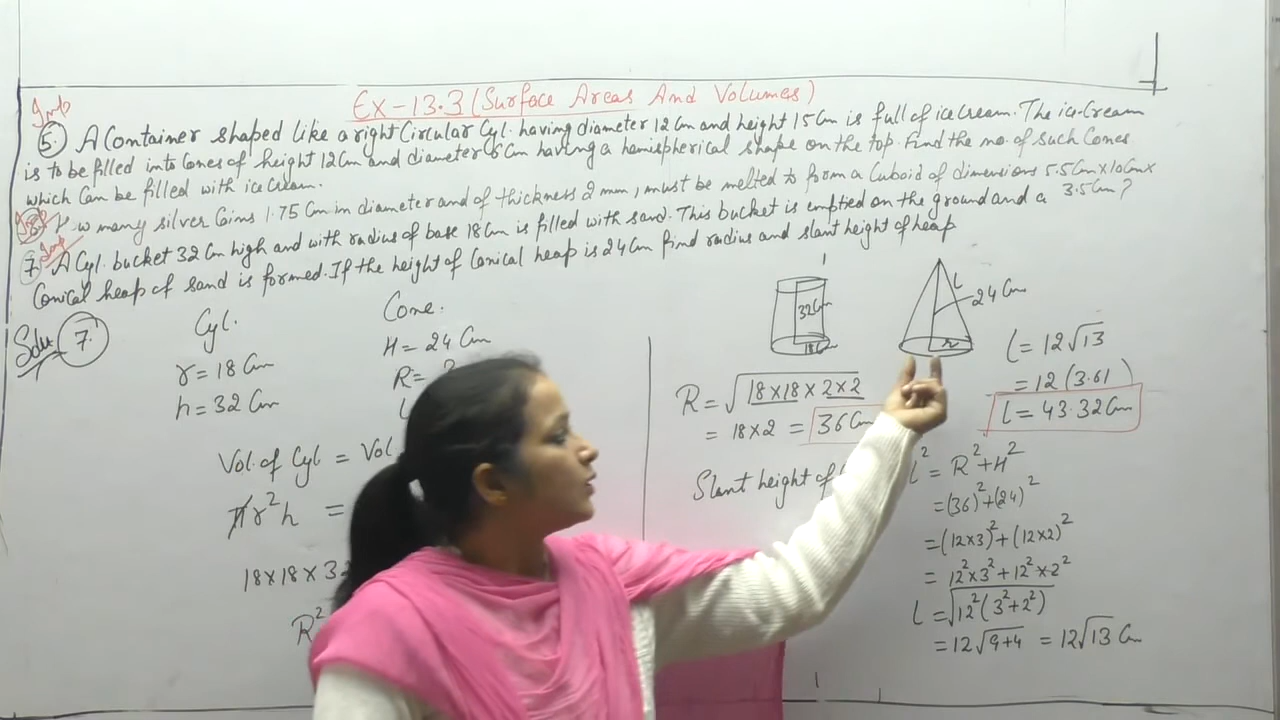 Ex-13.3 (Surface Areas And Volumes)
Imp
5. A Container shaped like a right Circular Cyl. having diameter 12 Cm and height 15 Cm is full of ice cream. The ice-Cream
is to be filled into Cones of height 12 Cm and diameter 6 Cm having a hemispherical shape on the top. Find the no. of such Cones
which Can be filled with ice Cream.
w many silver Coins 1.75 Cm in diameter and of thickness 2 mm, must be melted to form a Cuboid of dimensions 5.5 Cm x 10 Cm x
3.5 Cm?
Imp
7. A Cyl. bucket 32 Cm high and with radius of base 18 Cm is filled with sand. This bucket is emptied on the ground and a
Conical heap of sand is formed. If the height of Conical heap is 24 Cm find radius and slant height of heap
Solu. 7.
Cyl.
r = 18 Cm
h = 32 Cm
Cone.
H = 24 Cm
R =
L
Vol. of Cyl = Vol.
πr²h =
18 x 18 x 32
R²
32 Cm
18 Cm
L
24 Cm
r
R = √18 x 18 x 2 x 2
= 18 x 2 = 36 Cm
Slant height of
L = 12√13
= 12 (3.61)
L = 43.32 Cm
L² = R² + H²
= (36)² + (24)²
= (12 x 3)² + (12 x 2)²
= 12² x 3² + 12² x 2²
L = √12² (3² + 2²)
= 12√9+4 = 12√13 Cm